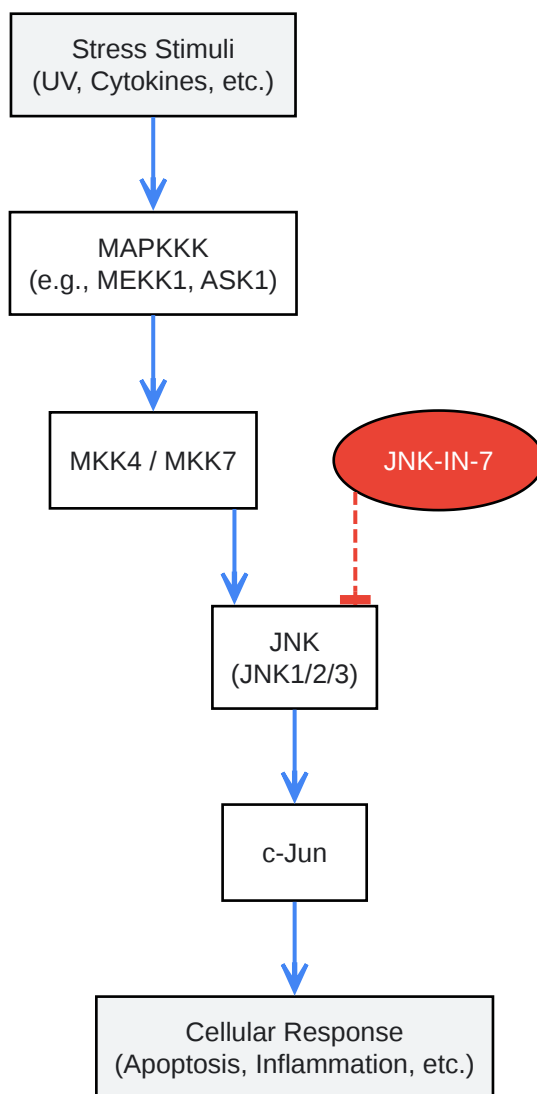 Stress Stimuli
(UV, Cytokines, etc.)
MAPKKK
(e.g., MEKK1, ASK1)
MKK4 / MKK7
JNK-IN-7
JNK
(JNK1/2/3)
c-Jun
Cellular Response
(Apoptosis, Inflammation, etc.)